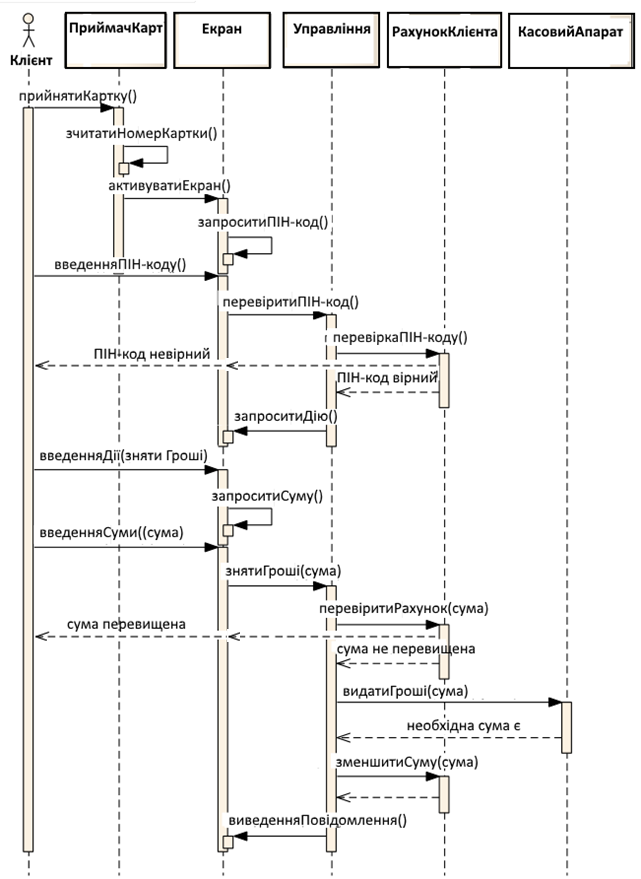 ПриймачКарт
Екран
Управління
РахунокКлієнта
КасовийАпарат
Клієнт
прийнятиКартку()
зчитатиНомерКартки()
активуватиЕкран()
запроситиПІН-код()
введенняПІН-коду()
перевіритиПІН-код()
перевіркаПІН-коду()
ПІН-код невірний
ПІН-код вірний
запроситиДію()
введенняДії(зняти Гроші)
запроситиСуму()
введенняСуми((сума)
знятиГроші(сума)
перевіритиРахунок(сума)
сума перевищена
сума не перевищена
видатиГроші(сума)
необхідна сума є
зменшитиСуму(сума)
виведенняПовідомлення()